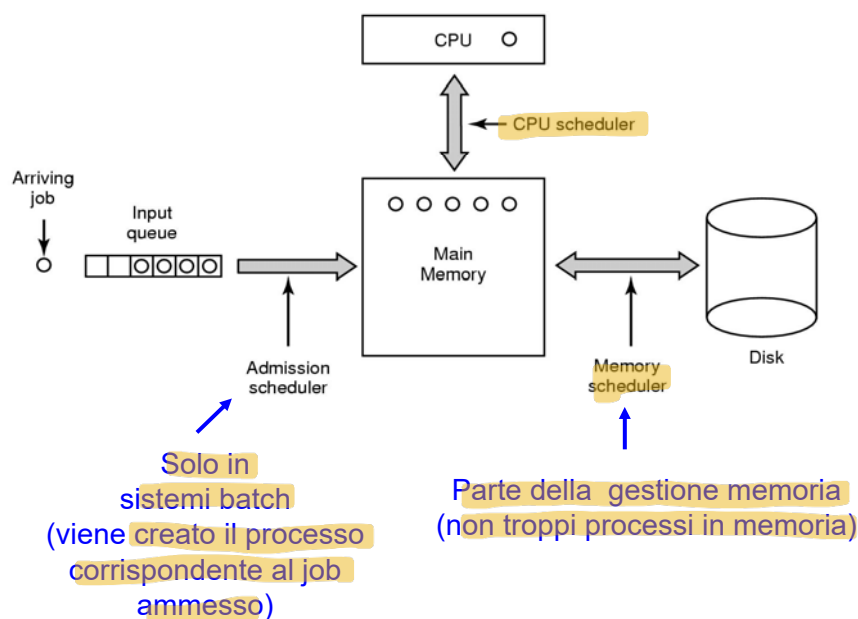 CPU
CPU scheduler
Arriving
job
Input
queue
Main
Memory
Admission
scheduler
Memory
scheduler
Disk
Solo in
sistemi batch
(viene creato il processo
corrispondente al job
ammesso)
Parte della gestione memoria
(non troppi processi in memoria)